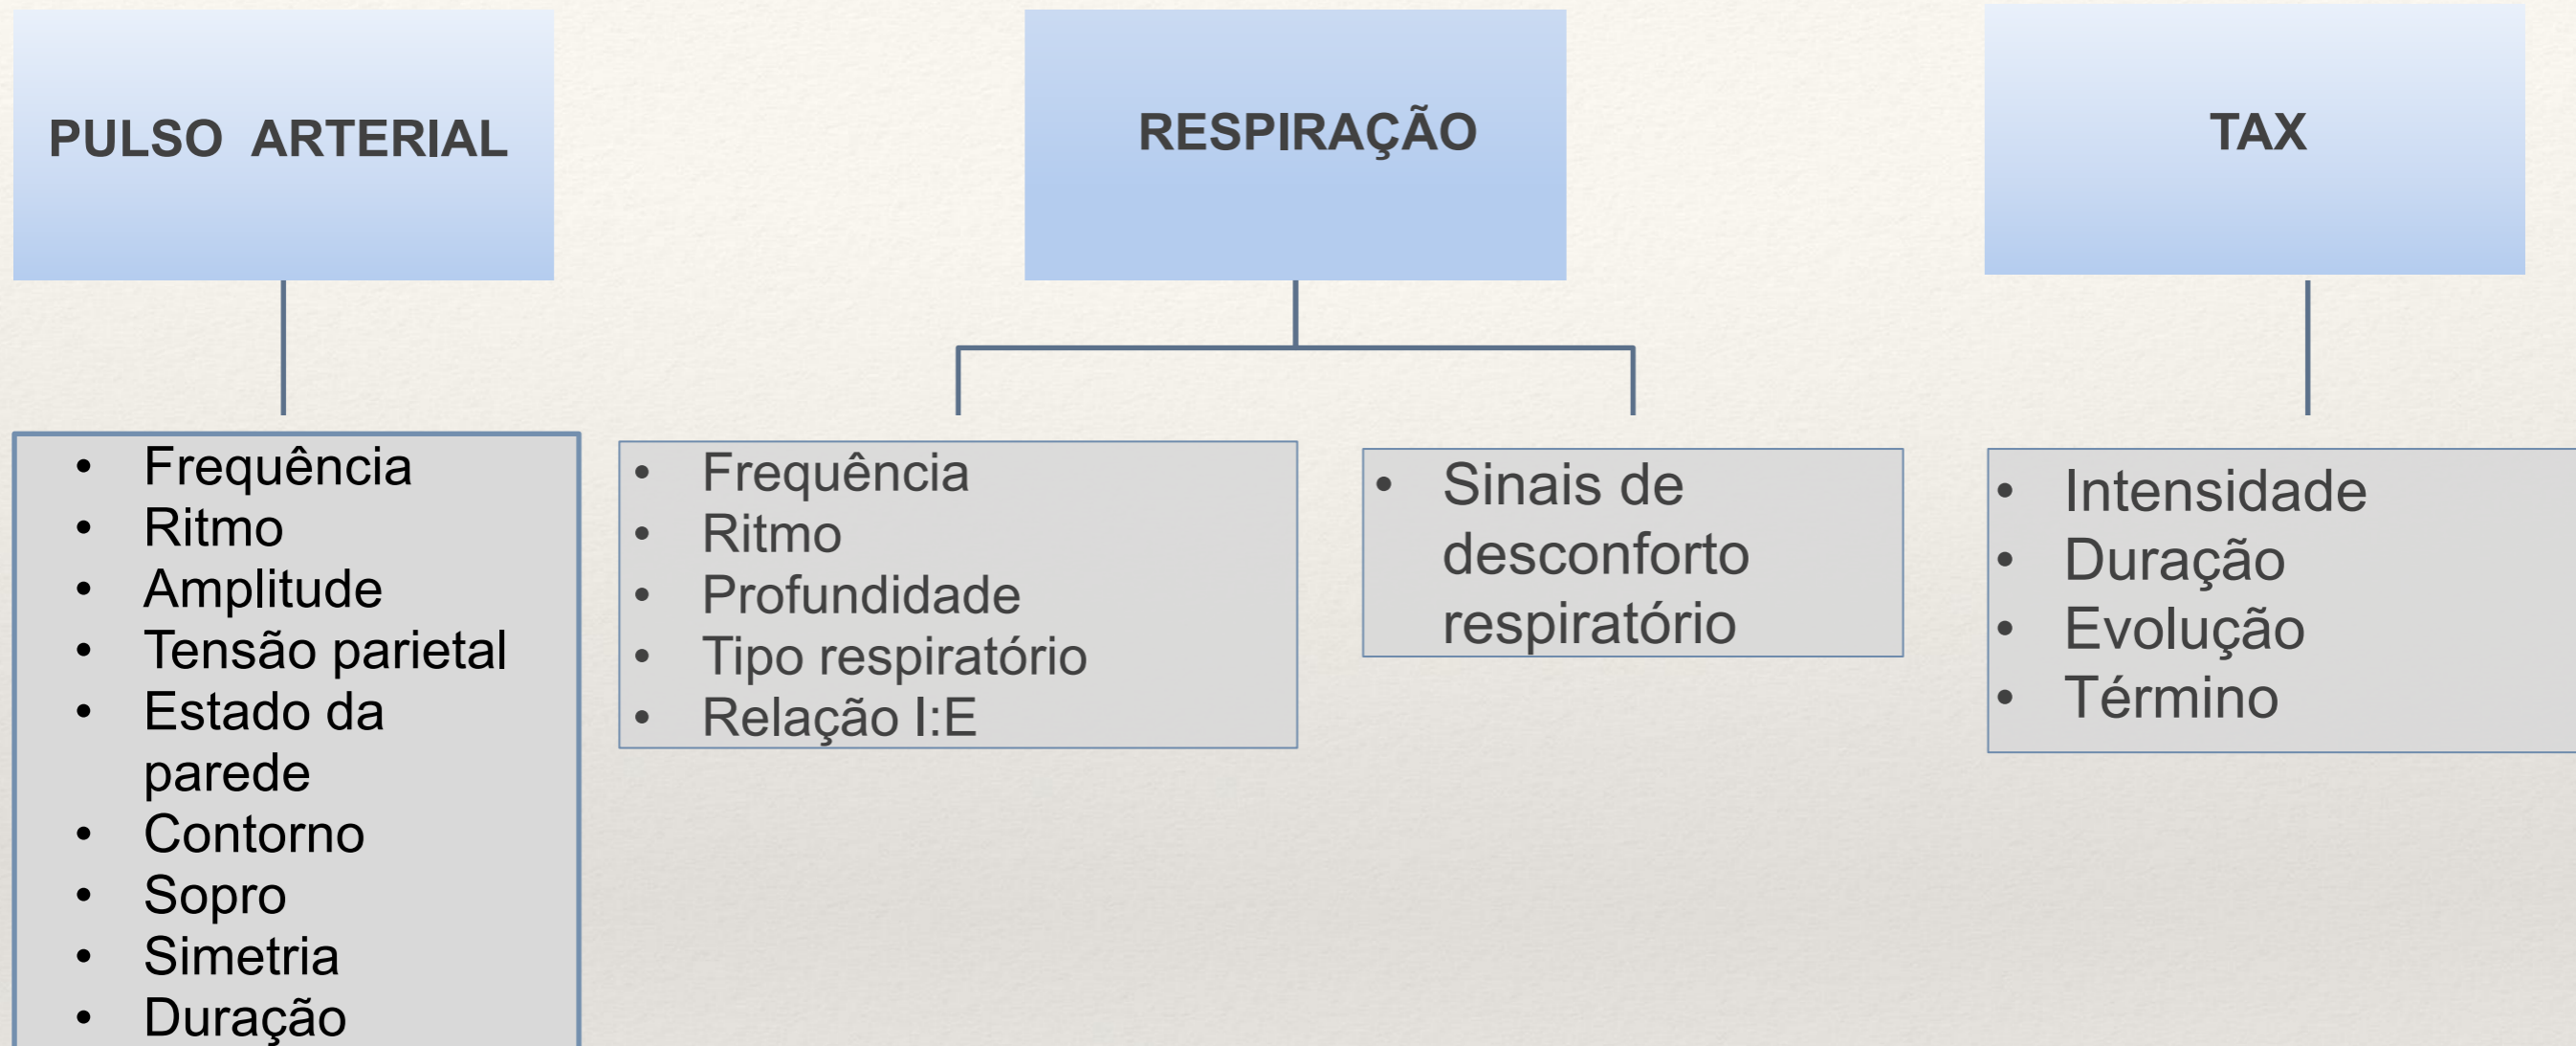 PULSO ARTERIAL
• Frequência
• Ritmo
• Amplitude
• Tensão parietal
• Estado da
parede
• Contorno
• Sopro
• Simetria
• Duração
RESPIRAÇÃO
• Frequência
• Ritmo
• Profundidade
• Tipo respiratório
• Relação I:E
• Sinais de
desconforto
respiratório
TAX
• Intensidade
• Duração
• Evolução
• Término